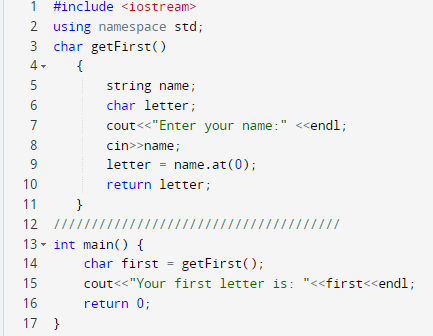 1 #include <iostream>
2 using namespace std;
3 char getFirst()
4 {
5 string name;
6 char letter;
7 cout<<"Enter your name:" <<endl;
8 cin>>name;
9 letter = name.at(0);
10 return letter;
11 }
12 //////////////////////////////////////
13 int main() {
14 char first = getFirst();
15 cout<<"Your first letter is: "<<first<<endl;
16 return 0;
17 }